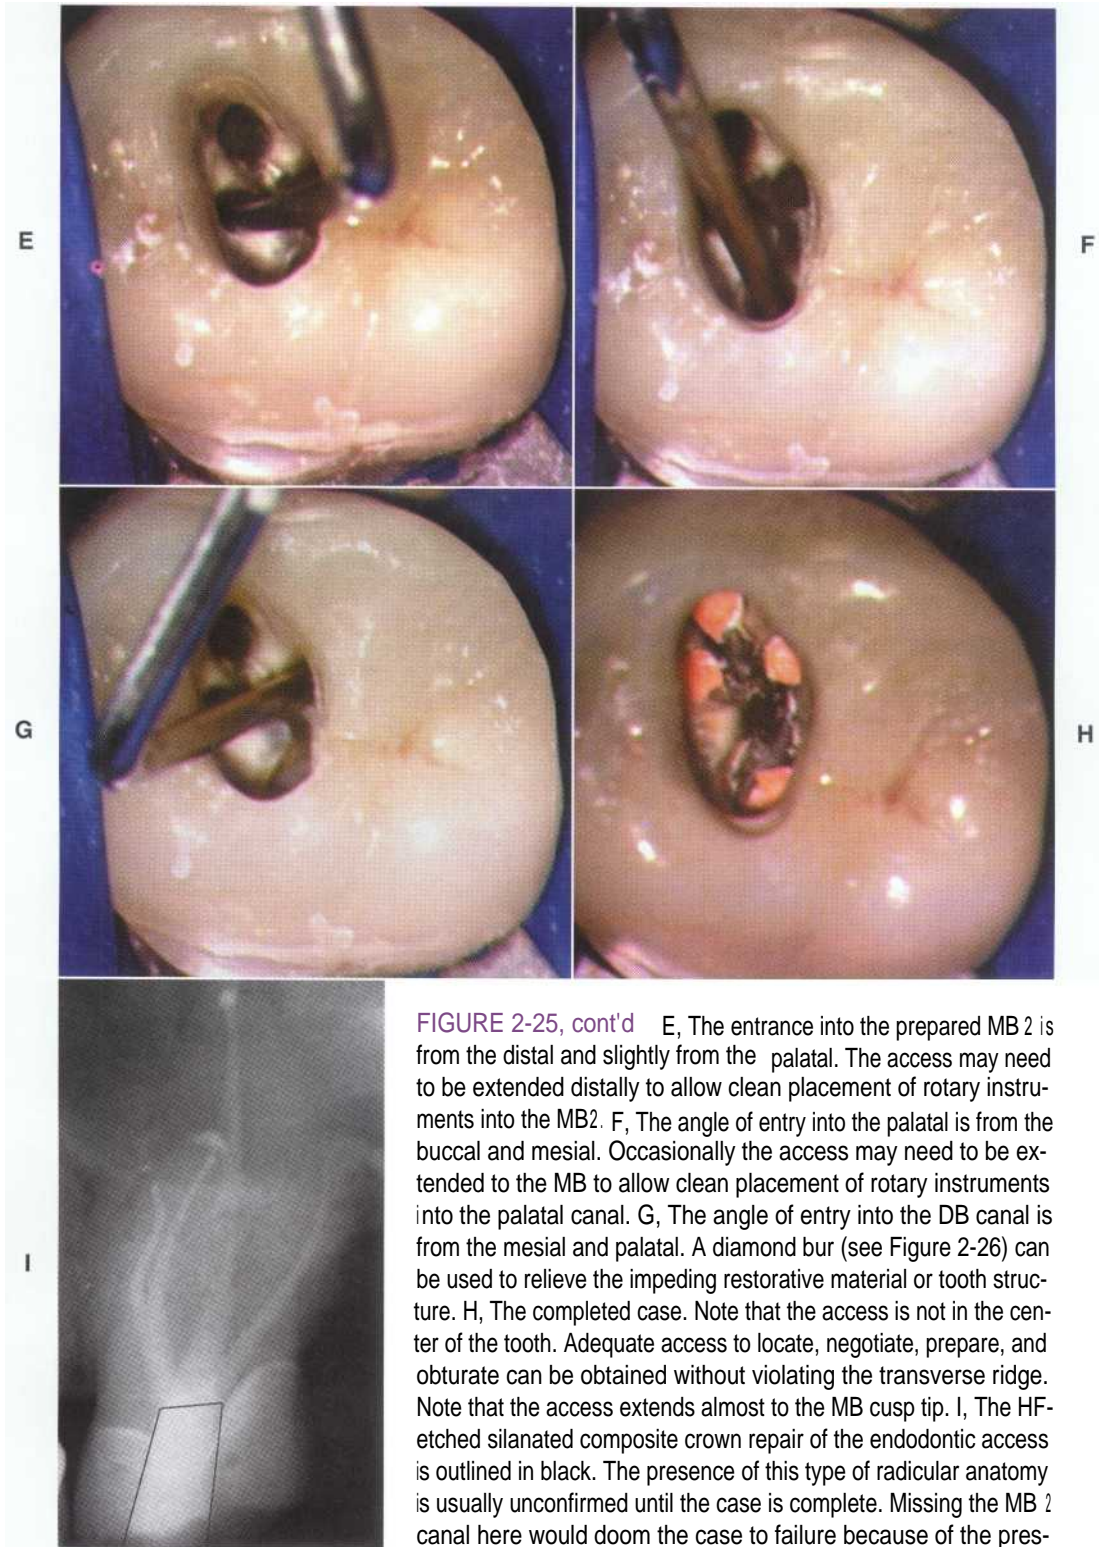 E
F
G
H
I
FIGURE 2-25, cont'd E, The entrance into the prepared MB 2 is
from the distal and slightly from the palatal. The access may need
to be extended distally to allow clean placement of rotary instru-
ments into the MB2. F, The angle of entry into the palatal is from the
buccal and mesial. Occasionally the access may need to be ex-
tended to the MB to allow clean placement of rotary instruments
into the palatal canal. G, The angle of entry into the DB canal is
from the mesial and palatal. A diamond bur (see Figure 2-26) can
be used to relieve the impeding restorative material or tooth struc-
ture. H, The completed case. Note that the access is not in the cen-
ter of the tooth. Adequate access to locate, negotiate, prepare, and
obturate can be obtained without violating the transverse ridge.
Note that the access extends almost to the MB cusp tip. I, The HF-
etched silanated composite crown repair of the endodontic access
is outlined in black. The presence of this type of radicular anatomy
is usually unconfirmed until the case is complete. Missing the MB 2
canal here would doom the case to failure because of the pres-